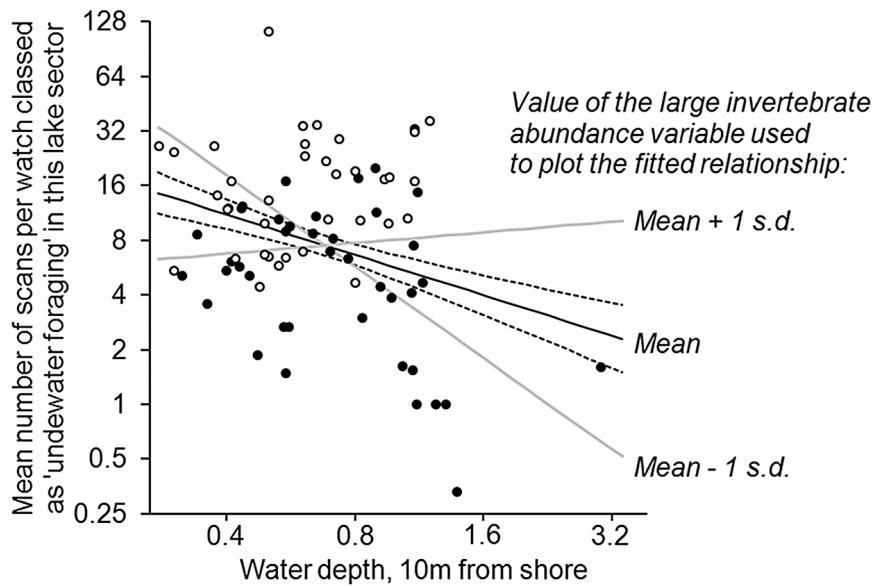 Mean number of scans per watch classed
as 'undewater foraging' in this lake sector
128
64
32
16
8
4
2
1
0.5
0.25
0.4
0.8
1.6
3.2
Water depth, 10m from shore
Value of the large invertebrate
abundance variable used
to plot the fitted relationship:
Mean + 1 s.d.
Mean
Mean - 1 s.d.